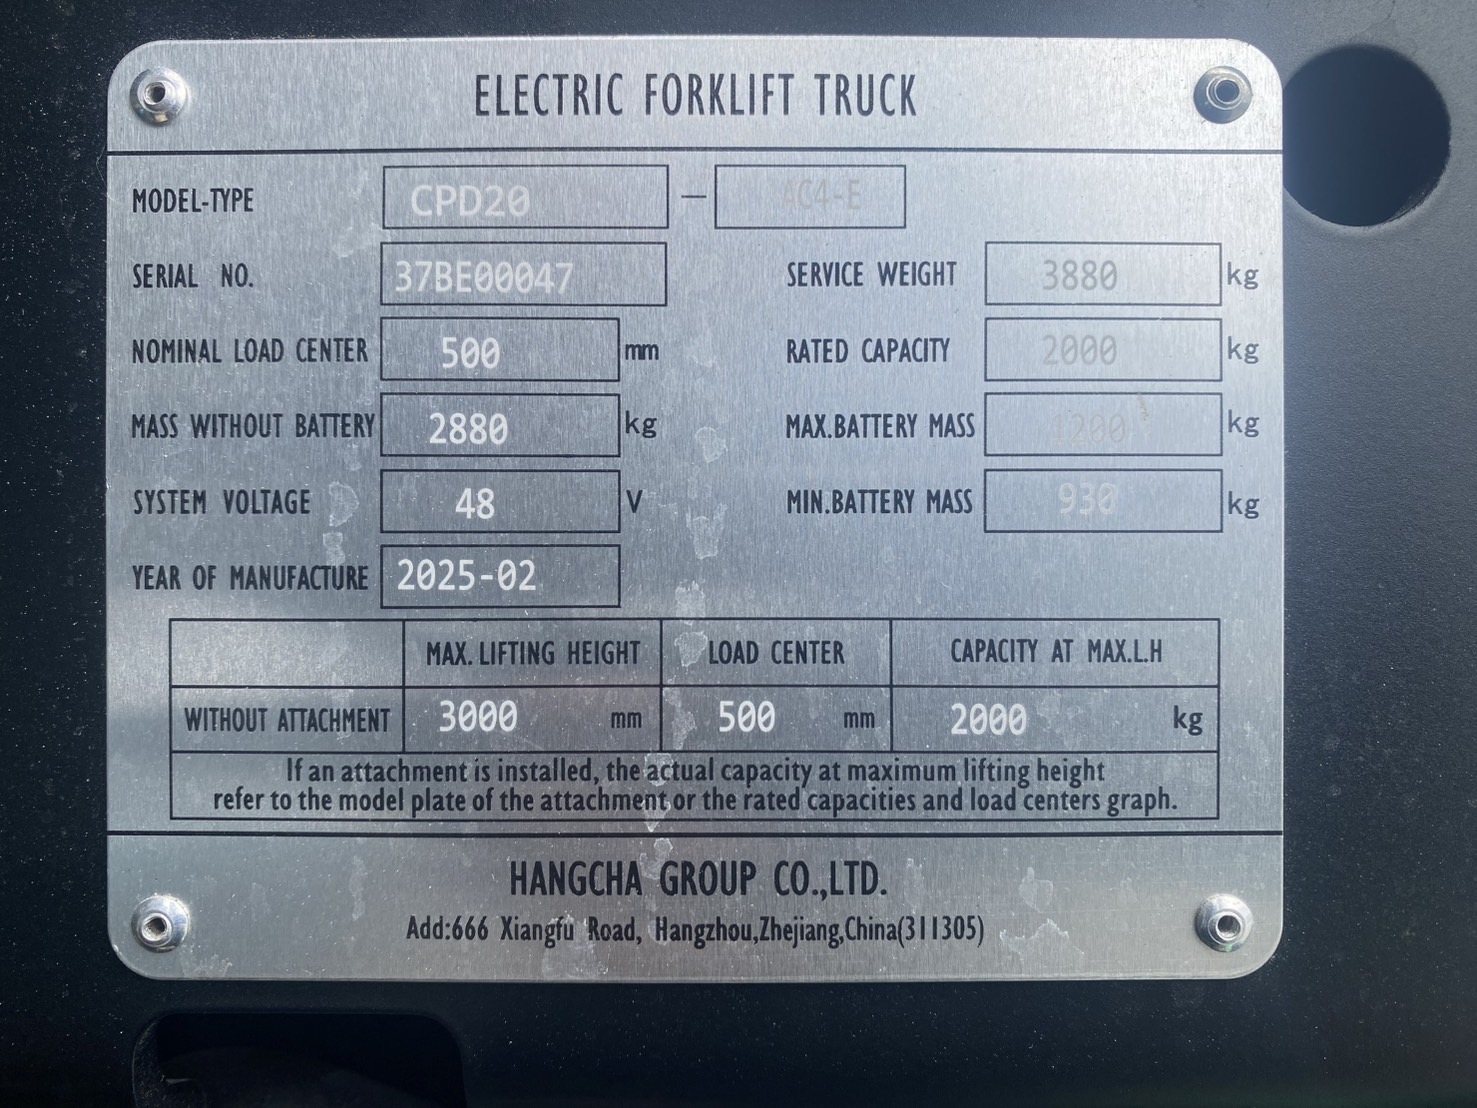 ELECTRIC FORKLIFT TRUCK
MODEL-TYPE CPD20 — AC4-E
SERIAL NO. 37BE00047 SERVICE WEIGHT 3880 kg
NOMINAL LOAD CENTER 500 mm RATED CAPACITY 2000 kg
MASS WITHOUT BATTERY 2880 kg MAX.BATTERY MASS 1200 kg
SYSTEM VOLTAGE 48 V MIN.BATTERY MASS 930 kg
YEAR OF MANUFACTURE 2025-02
MAX. LIFTING HEIGHT LOAD CENTER CAPACITY AT MAX.L.H
WITHOUT ATTACHMENT 3000 mm 500 mm 2000 kg
If an attachment is installed, the actual capacity at maximum lifting height
refer to the model plate of the attachment or the rated capacities and load centers graph.
HANGCHA GROUP CO.,LTD.
Add:666 Xiangfu Road, Hangzhou,Zhejiang,China(311305)